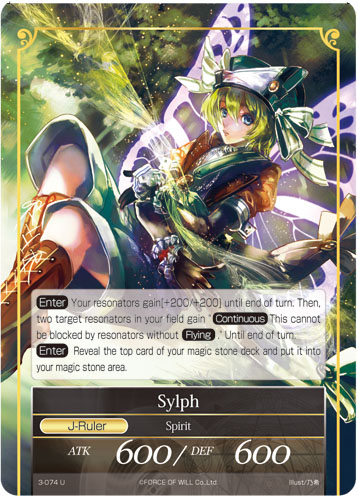 Enter Your resonators gain[+200/+200] until end of turn. Then,
two target resonators in your field gain " Continuous This cannot
be blocked by resonators without Flying ." Until end of turn.
Enter Reveal the top card of your magic stone deck and put it into
your magic stone area.
Sylph
J-Ruler Spirit
ATK 600 / DEF 600
3-074 U ©FORCE OF WILL Co.,Ltd Illust/乃希